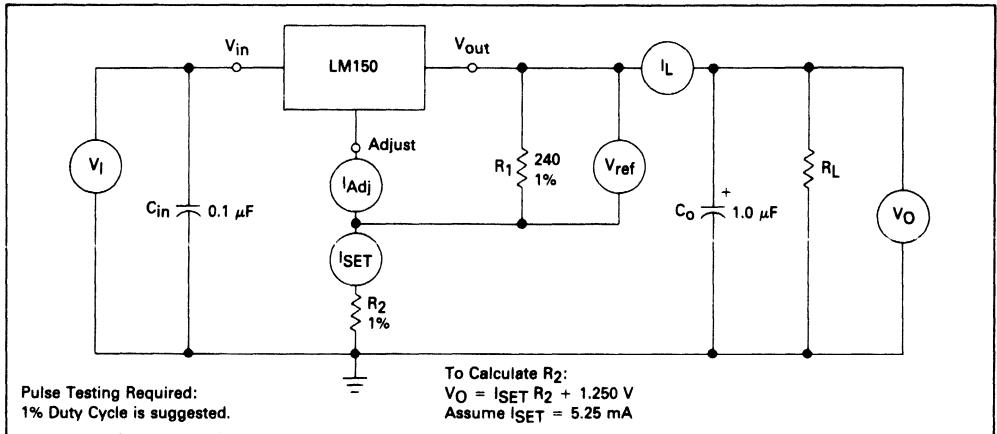 Vin
LM150
Vout
IL
Adjust
VI
IAdj
R1
240
1%
Vref
RL
Cin
0.1 μF
+
Co
1.0 μF
VO
ISET
R2
1%
Pulse Testing Required:
1% Duty Cycle is suggested.
To Calculate R2:
VO = ISET R2 + 1.250 V
Assume ISET = 5.25 mA